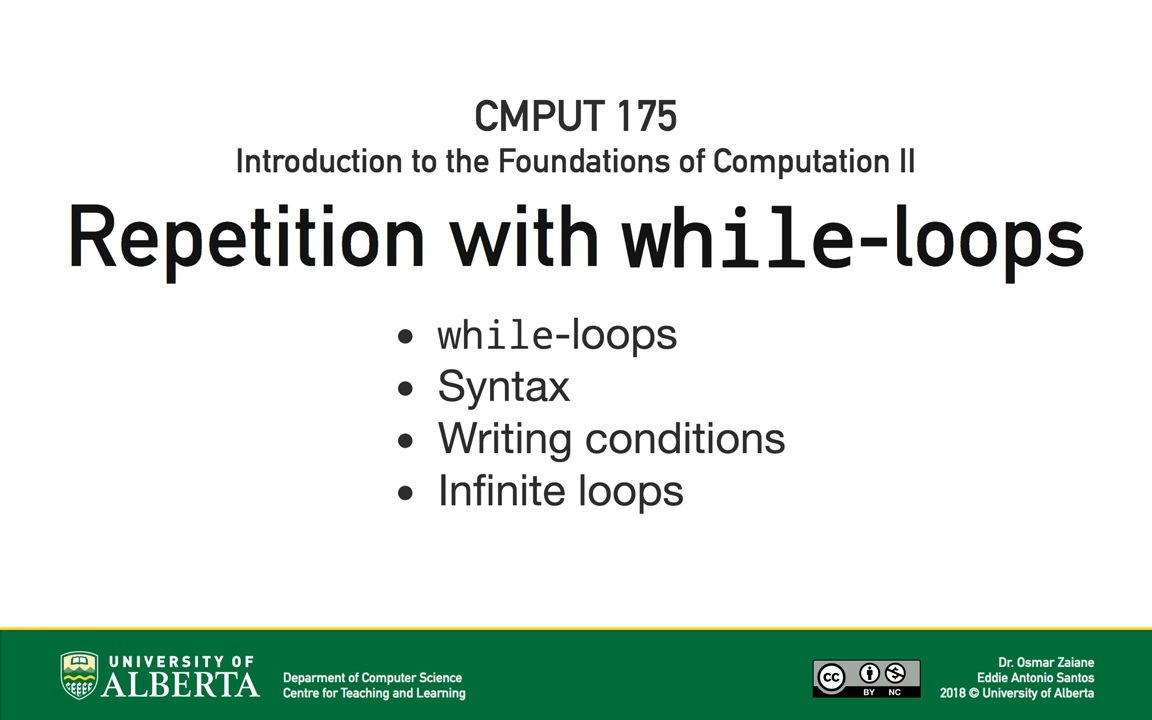 CMPUT 175
Introduction to the Foundations of Computation II
Repetition with while-loops
• while-loops
• Syntax
• Writing conditions
• Infinite loops
UNIVERSITY OF
ALBERTA
Deparment of Computer Science
Centre for Teaching and Learning
cc
BY NC
Dr. Osmar Zaiane
Eddie Antonio Santos
2018 © University of Alberta